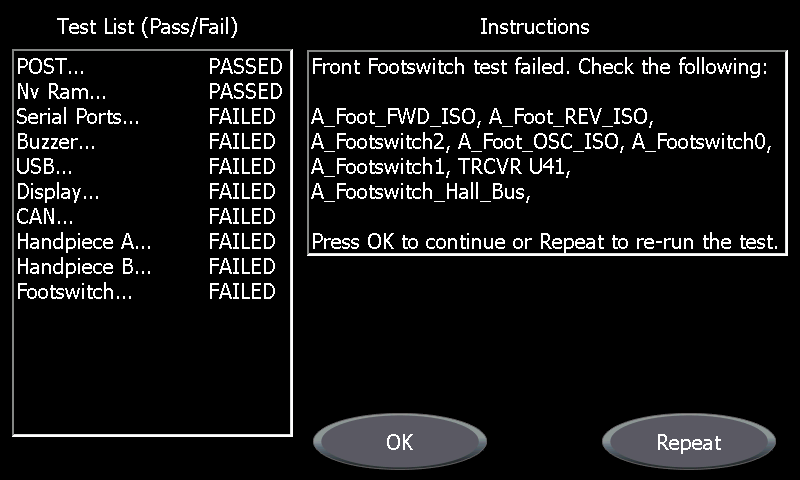 Test List (Pass/Fail)
POST... PASSED
Nv Ram... PASSED
Serial Ports... FAILED
Buzzer... FAILED
USB... FAILED
Display... FAILED
CAN... FAILED
Handpiece A... FAILED
Handpiece B... FAILED
Footswitch... FAILED
Instructions
Front Footswitch test failed. Check the following:
A_Foot_FWD_ISO, A_Foot_REV_ISO,
A_Footswitch2, A_Foot_OSC_ISO, A_Footswitch0,
A_Footswitch1, TRCVR U41,
A_Footswitch_Hall_Bus,
Press OK to continue or Repeat to re-run the test.
OK
Repeat